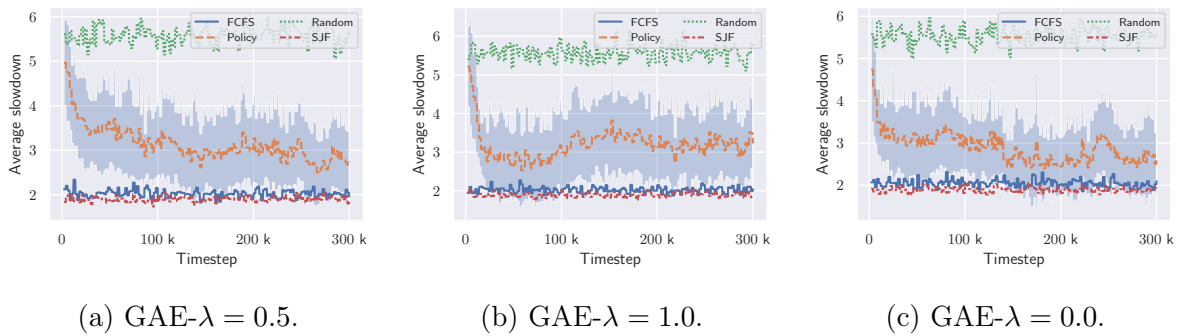 FCFS
Policy
Random
SJF
Average slowdown
6
5
4
3
2
0
100 k
200 k
300 k
Timestep
(a) GAE-λ = 0.5.
FCFS
Policy
Random
SJF
Average slowdown
6
5
4
3
2
0
100 k
200 k
300 k
Timestep
(b) GAE-λ = 1.0.
FCFS
Policy
Random
SJF
Average slowdown
6
5
4
3
2
0
100 k
200 k
300 k
Timestep
(c) GAE-λ = 0.0.